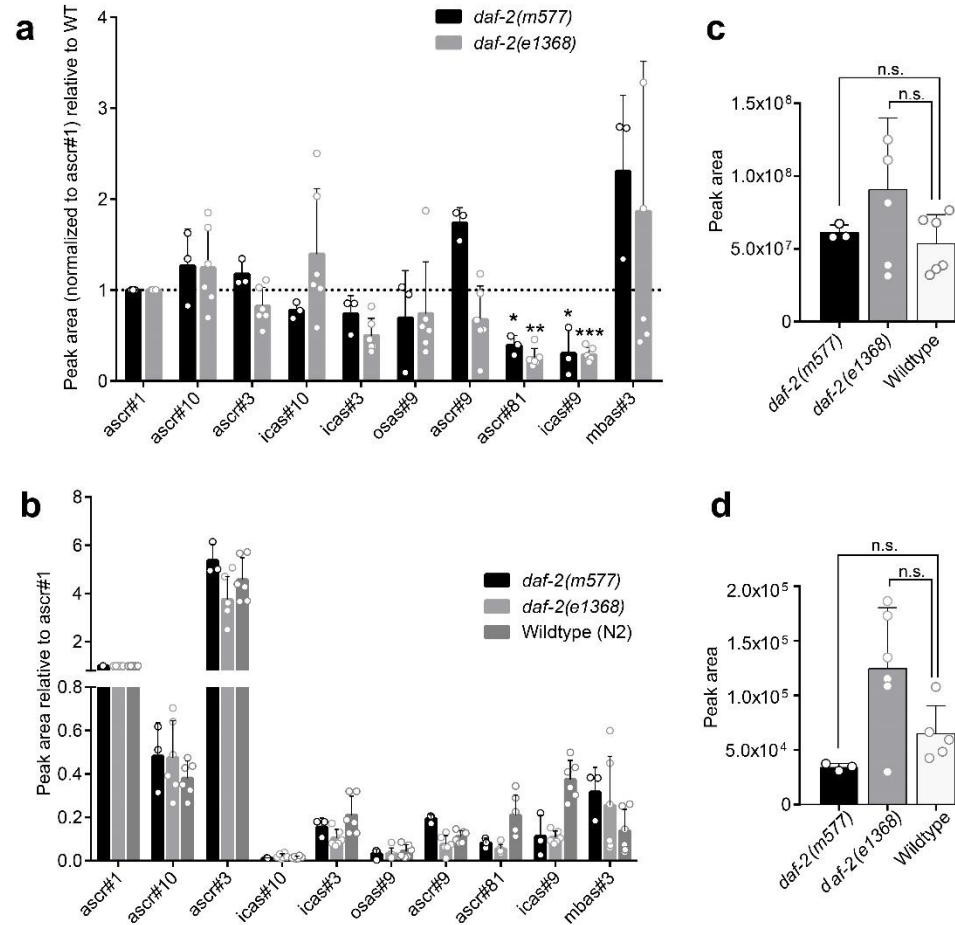 a
daf-2(m577)
daf-2(e1368)
Peak area (normalized to ascr#1) relative to WT
4
3
2
1
0
* ** * ***
ascr#1 ascr#10 ascr#3 icas#10 icas#3 osas#9 ascr#9 ascr#81 icas#9 mbas#3
b
daf-2(m577)
daf-2(e1368)
Wildtype (N2)
Peak area relative to ascr#1
8
6
4
2
0.8
0.6
0.4
0.2
0.0
ascr#1 ascr#10 ascr#3 icas#10 icas#3 osas#9 ascr#9 ascr#81 icas#9 mbas#3
c
n.s.
n.s.
Peak area
1.5x10⁸
1.0x10⁸
5.0x10⁷
0
daf-2(m577) daf-2(e1368) Wildtype
d
n.s.
n.s.
Peak area
2.0x10⁵
1.5x10⁵
1.0x10⁵
5.0x10⁴
0
daf-2(m577) daf-2(e1368) Wildtype